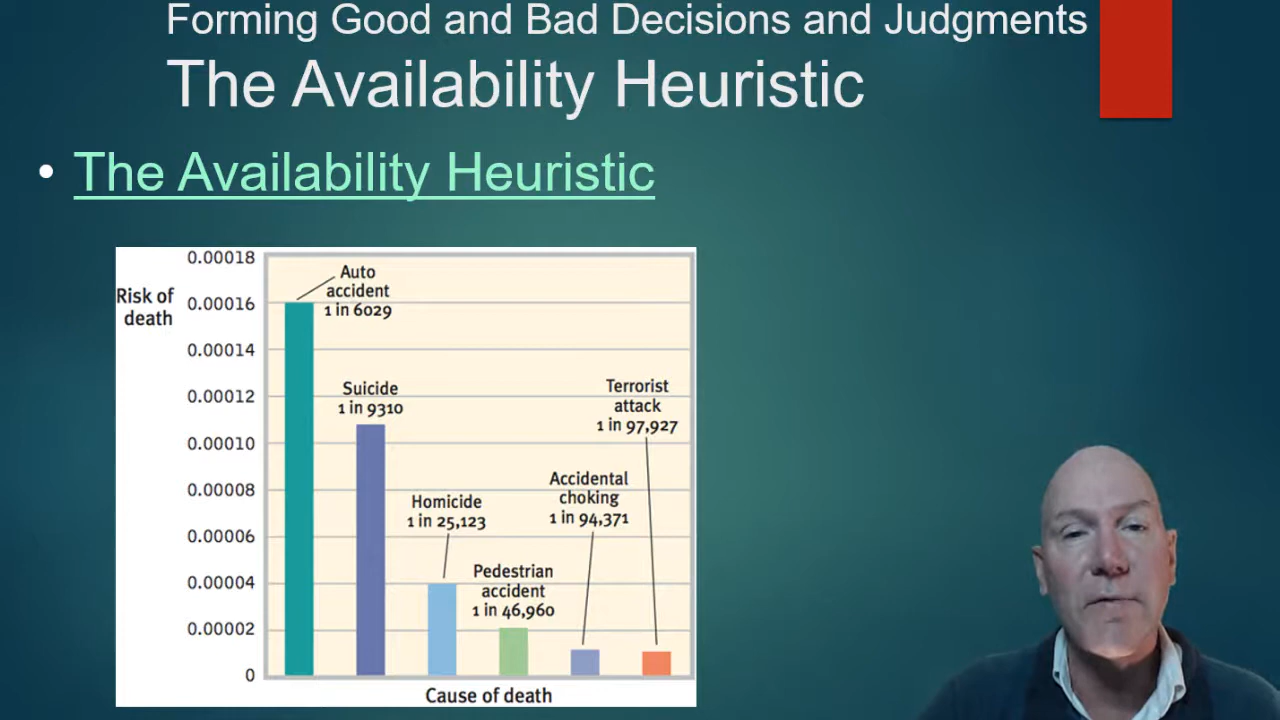 Forming Good and Bad Decisions and Judgments
The Availability Heuristic
• The Availability Heuristic
Risk of
death
0.00018
0.00016
0.00014
0.00012
0.00010
0.00008
0.00006
0.00004
0.00002
0
Auto
accident
1 in 6029
Suicide
1 in 9310
Homicide
1 in 25,123
Pedestrian
accident
1 in 46,960
Accidental
choking
1 in 94,371
Terrorist
attack
1 in 97,927
Cause of death